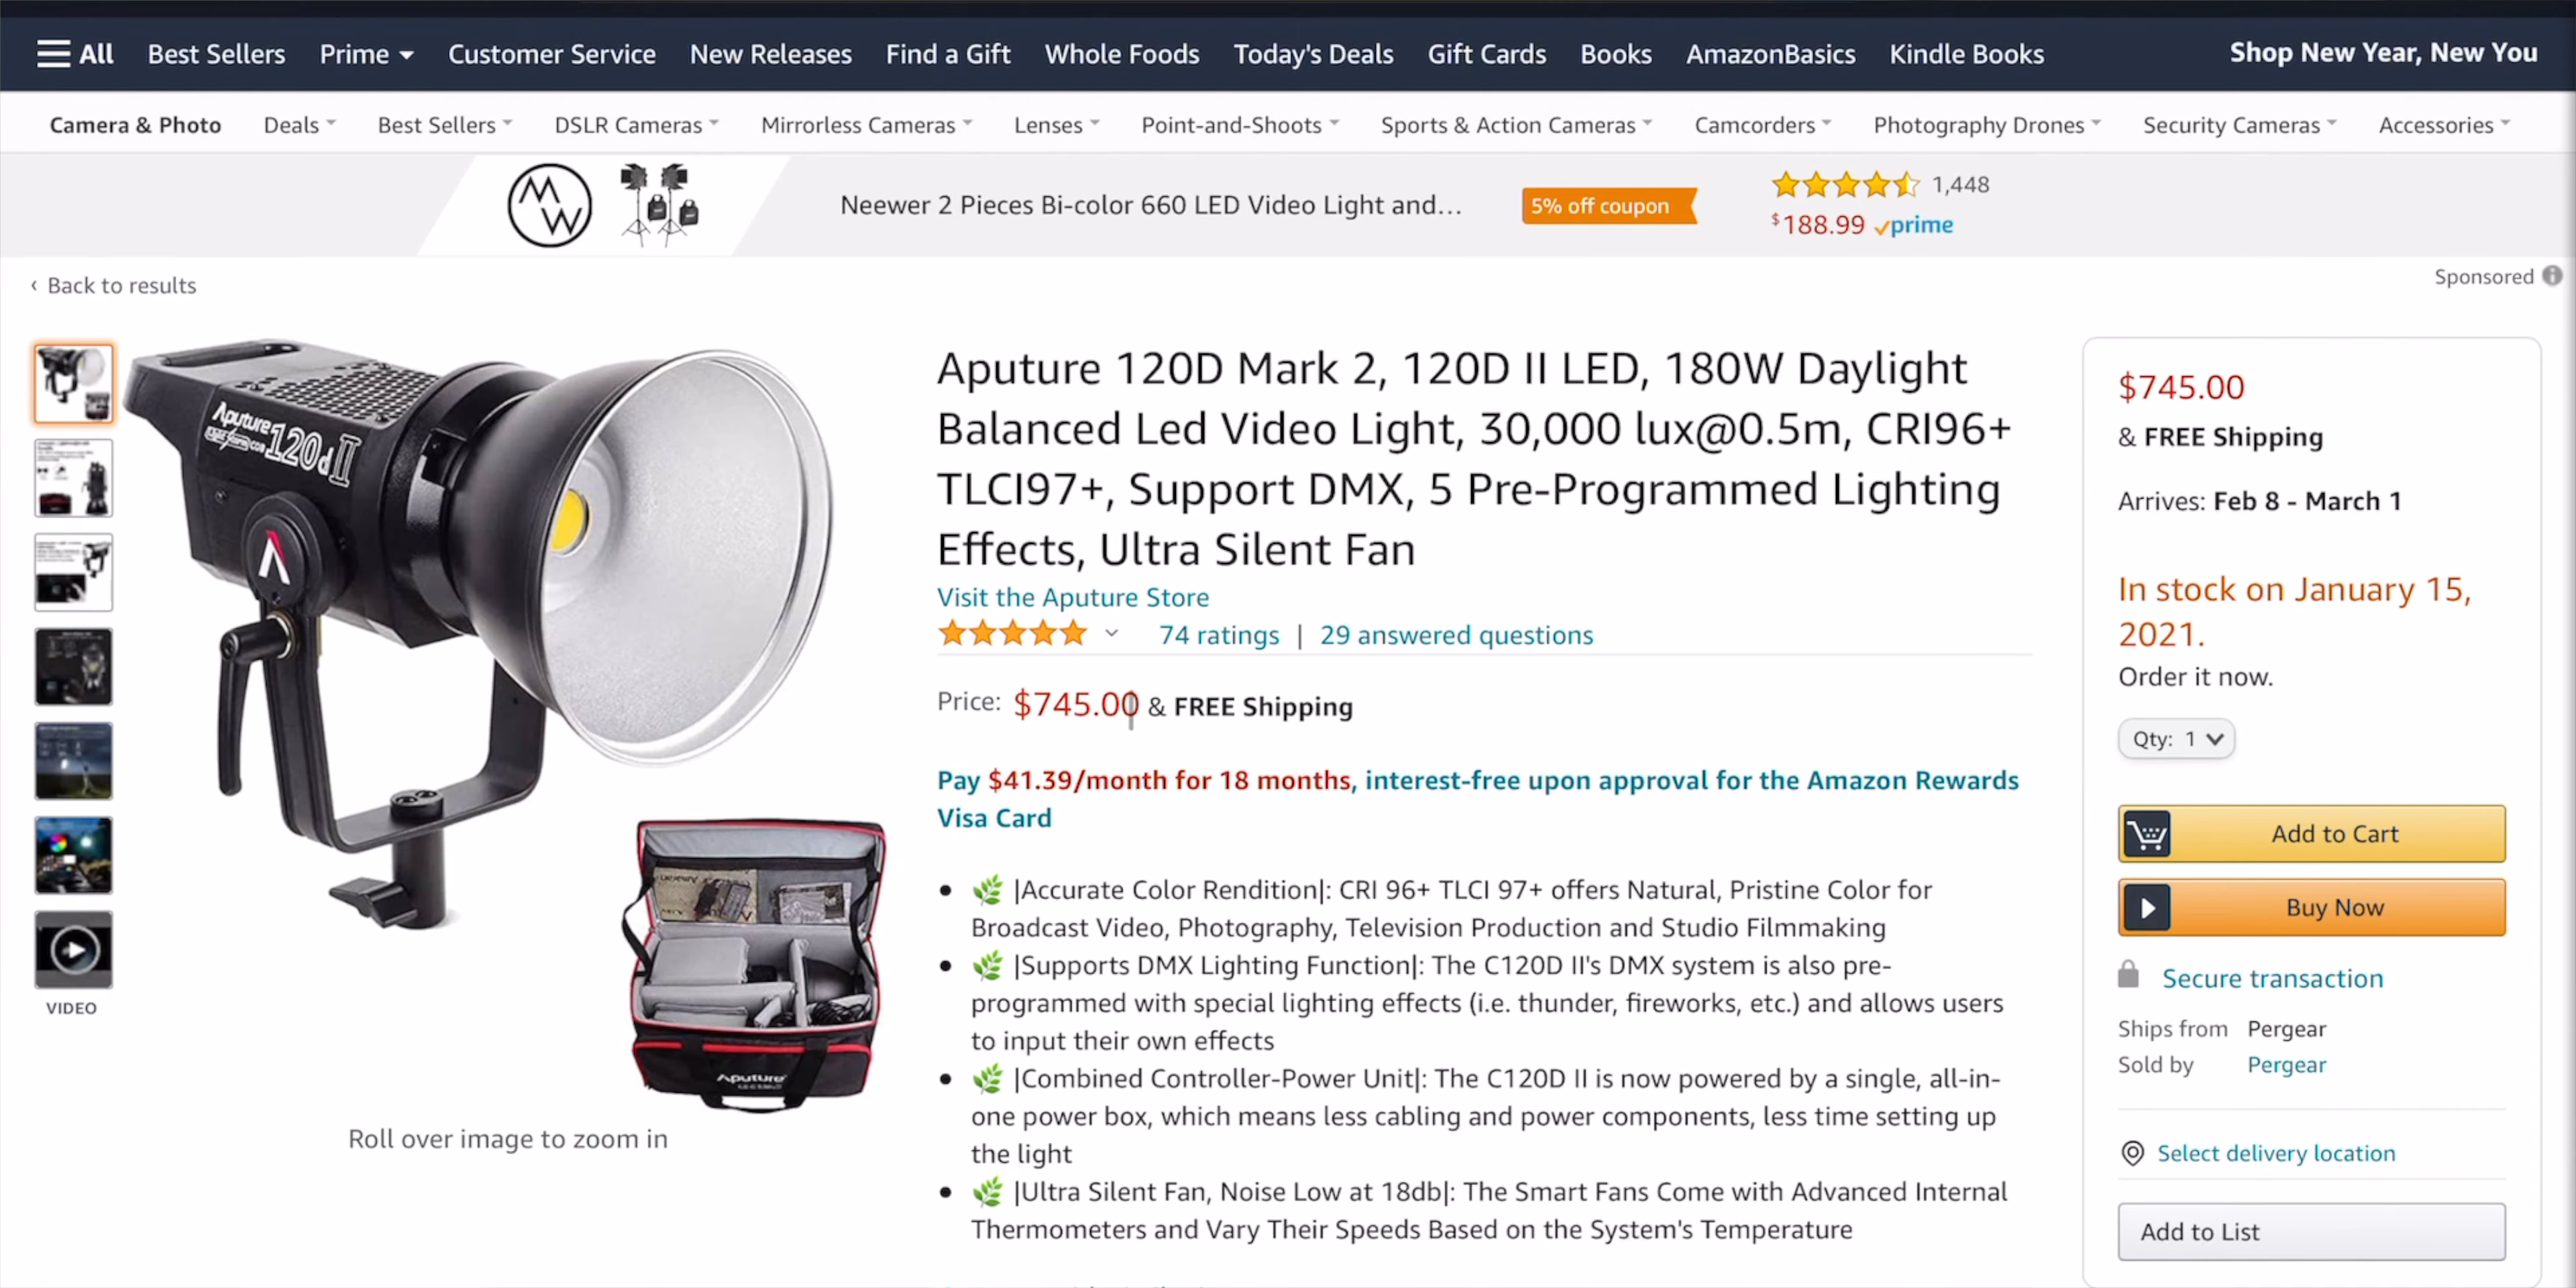 All Best Sellers Prime Customer Service New Releases Find a Gift Whole Foods Today's Deals Gift Cards Books AmazonBasics Kindle Books Shop New Year, New You
Camera & Photo Deals Best Sellers DSLR Cameras Mirrorless Cameras Lenses Point-and-Shoots Sports & Action Cameras Camcorders Photography Drones Security Cameras Accessories
MW
Neewer 2 Pieces Bi-color 660 LED Video Light and... 5% off coupon 1,448
$188.99 prime
‹ Back to results
Sponsored
Aputure
120d II
Aputure
Roll over image to zoom in
VIDEO
Aputure 120D Mark 2, 120D II LED, 180W Daylight
Balanced Led Video Light, 30,000 lux@0.5m, CRI96+
TLCI97+, Support DMX, 5 Pre-Programmed Lighting
Effects, Ultra Silent Fan
Visit the Aputure Store
74 ratings | 29 answered questions
Price: $745.00 & FREE Shipping
Pay $41.39/month for 18 months, interest-free upon approval for the Amazon Rewards
Visa Card
• 🌿 |Accurate Color Rendition|: CRI 96+ TLCI 97+ offers Natural, Pristine Color for
Broadcast Video, Photography, Television Production and Studio Filmmaking
• 🌿 |Supports DMX Lighting Function|: The C120D II's DMX system is also pre-
programmed with special lighting effects (i.e. thunder, fireworks, etc.) and allows users
to input their own effects
• 🌿 |Combined Controller-Power Unit|: The C120D II is now powered by a single, all-in-
one power box, which means less cabling and power components, less time setting up
the light
• 🌿 |Ultra Silent Fan, Noise Low at 18db|: The Smart Fans Come with Advanced Internal
Thermometers and Vary Their Speeds Based on the System's Temperature
$745.00
& FREE Shipping
Arrives: Feb 8 - March 1
In stock on January 15,
2021.
Order it now.
Qty: 1
Add to Cart
Buy Now
Secure transaction
Ships from Pergear
Sold by Pergear
Select delivery location
Add to List